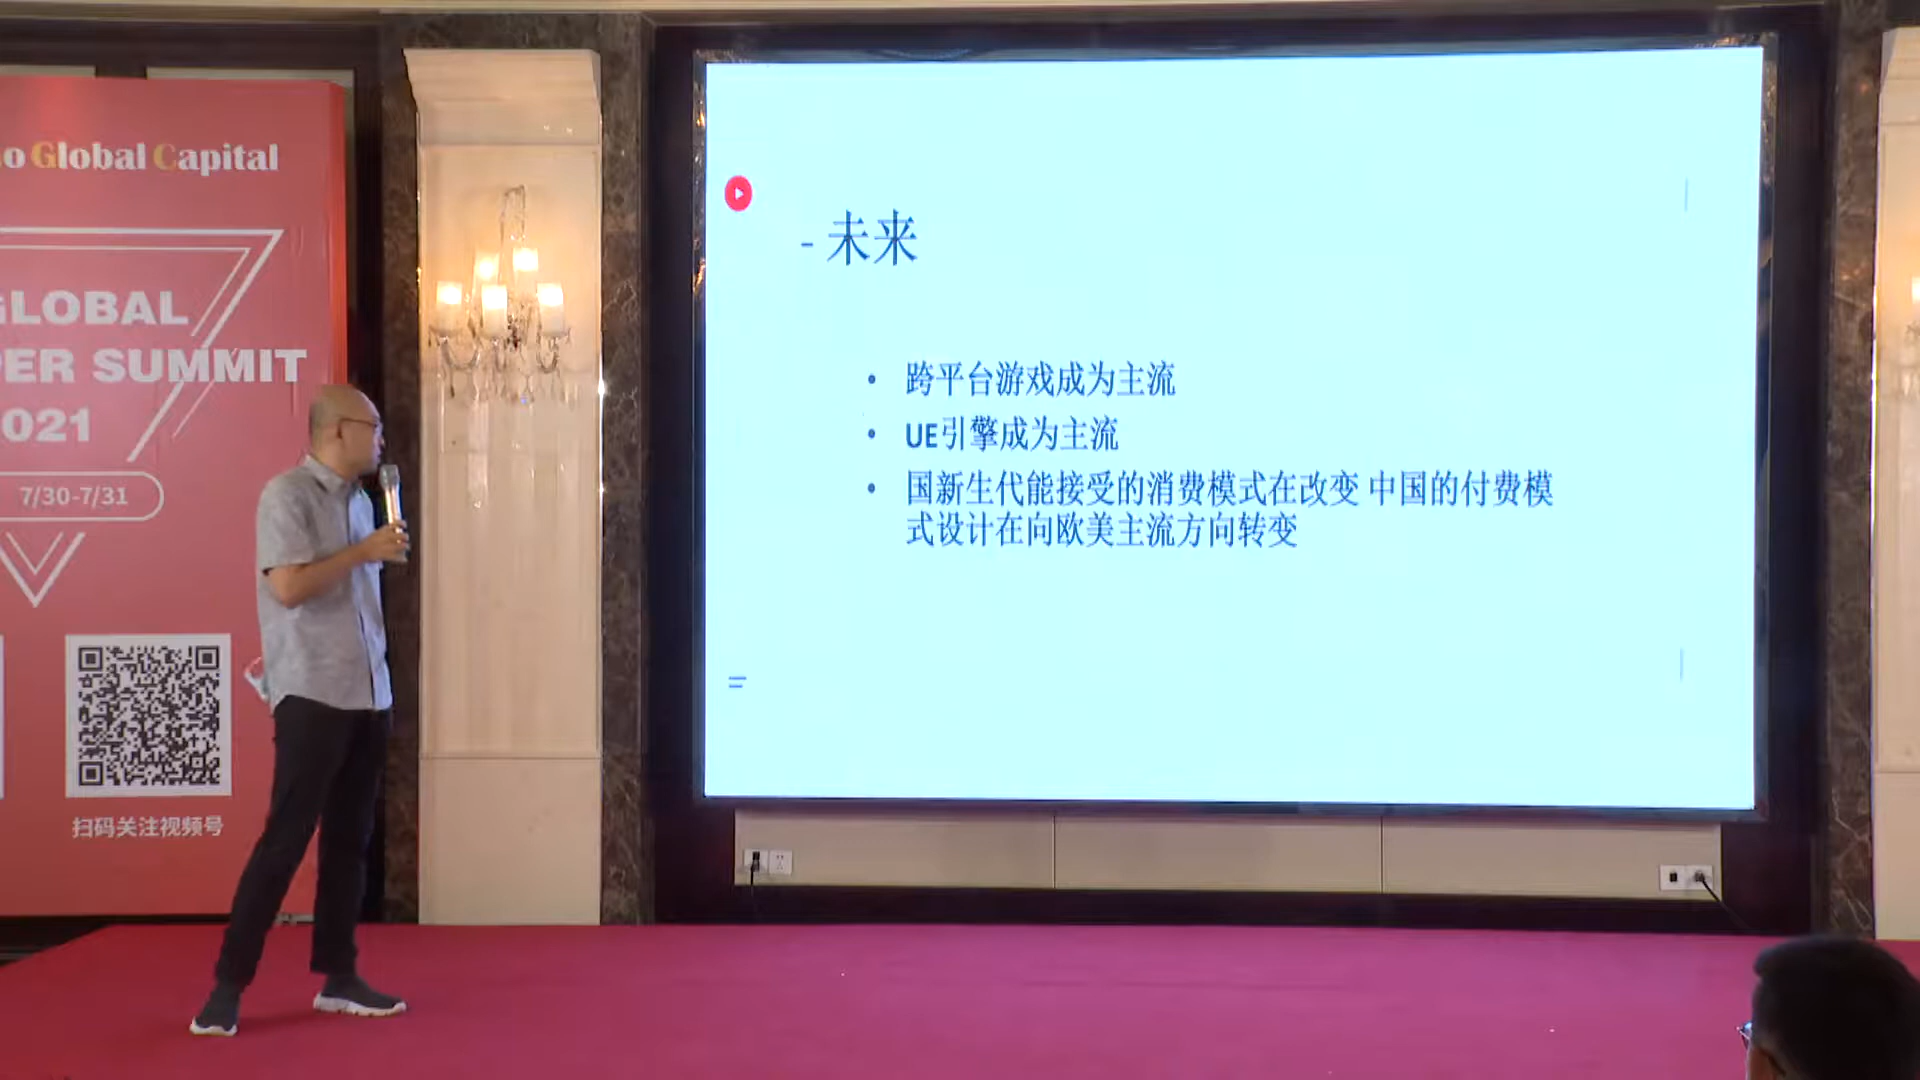 o Global Capital
GLOBAL
PER SUMMIT
2021
7/30-7/31
扫码关注视频号
- 未来
• 跨平台游戏成为主流
• UE引擎成为主流
• 国新生代能接受的消费模式在改变 中国的付费模
式设计在向欧美主流方向转变